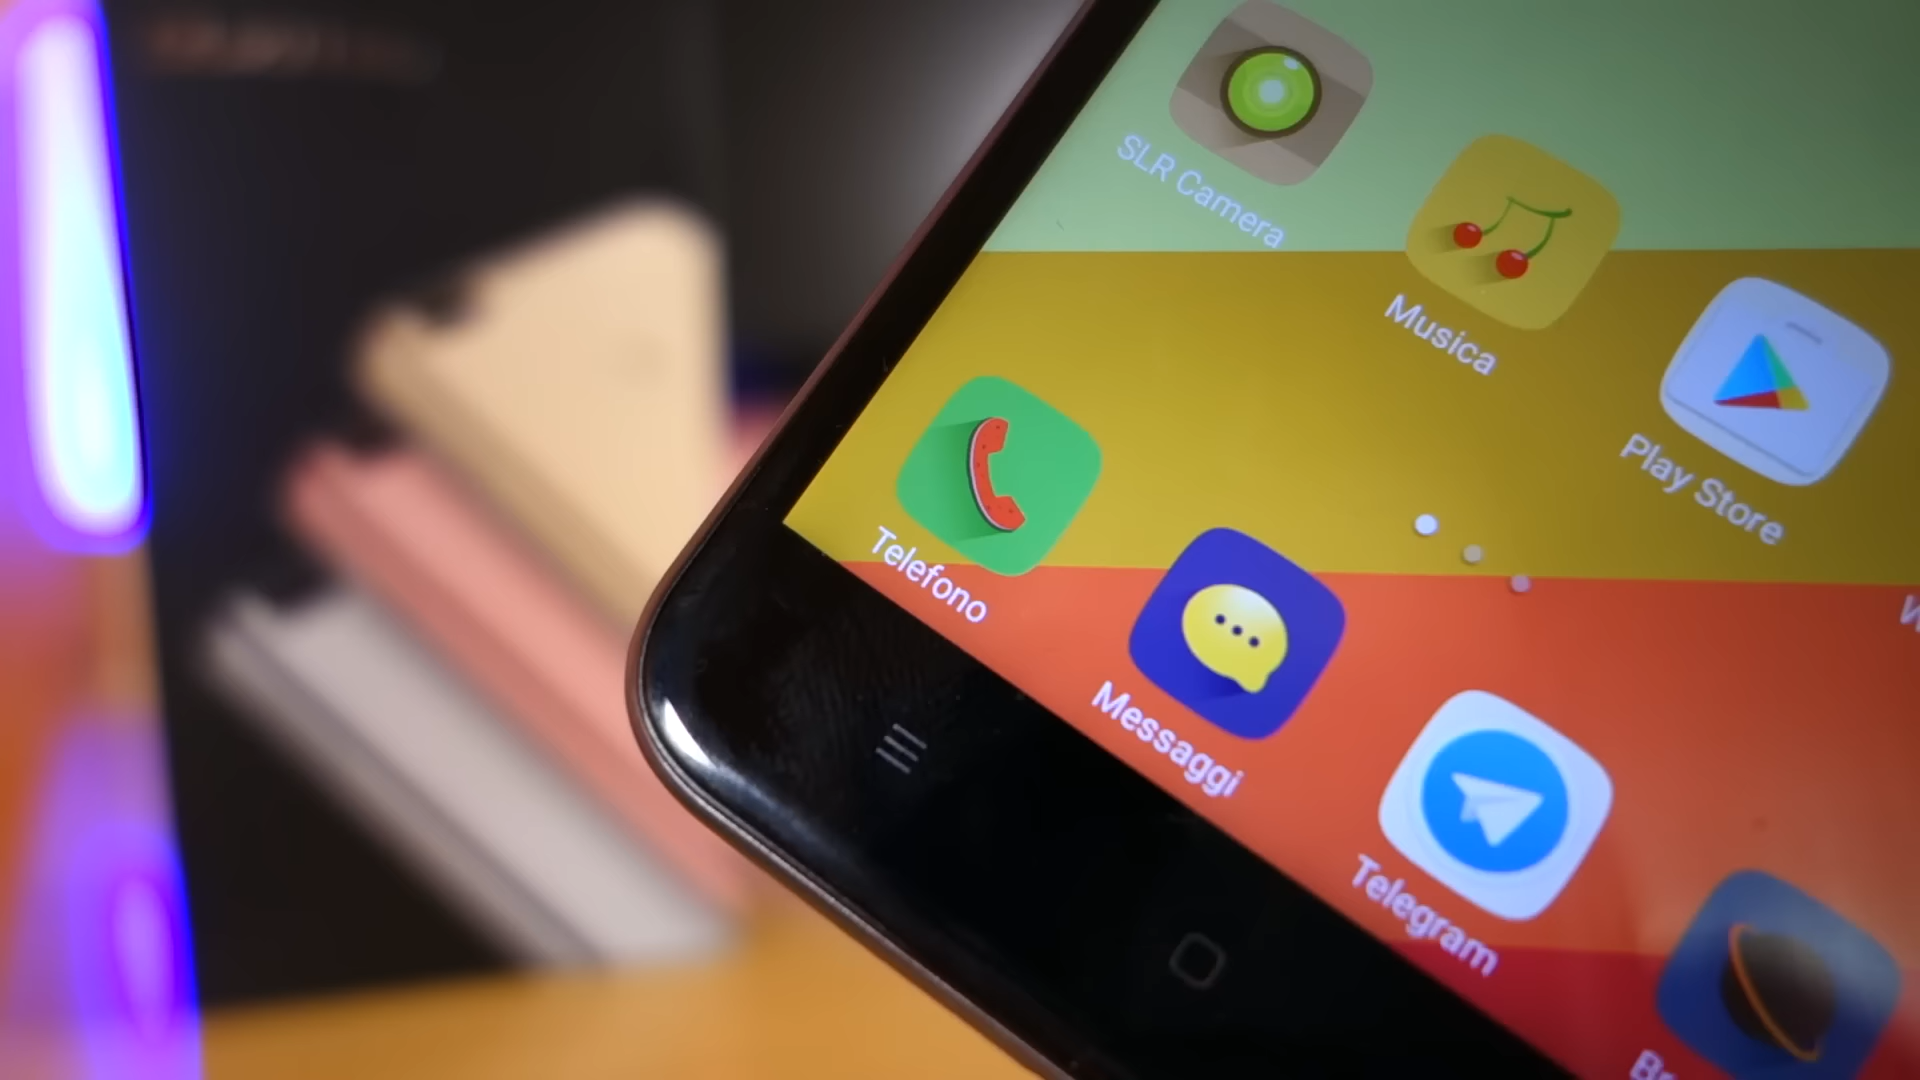 SLR Camera
Musica
Play Store
Telefono
Messaggi
Telegram